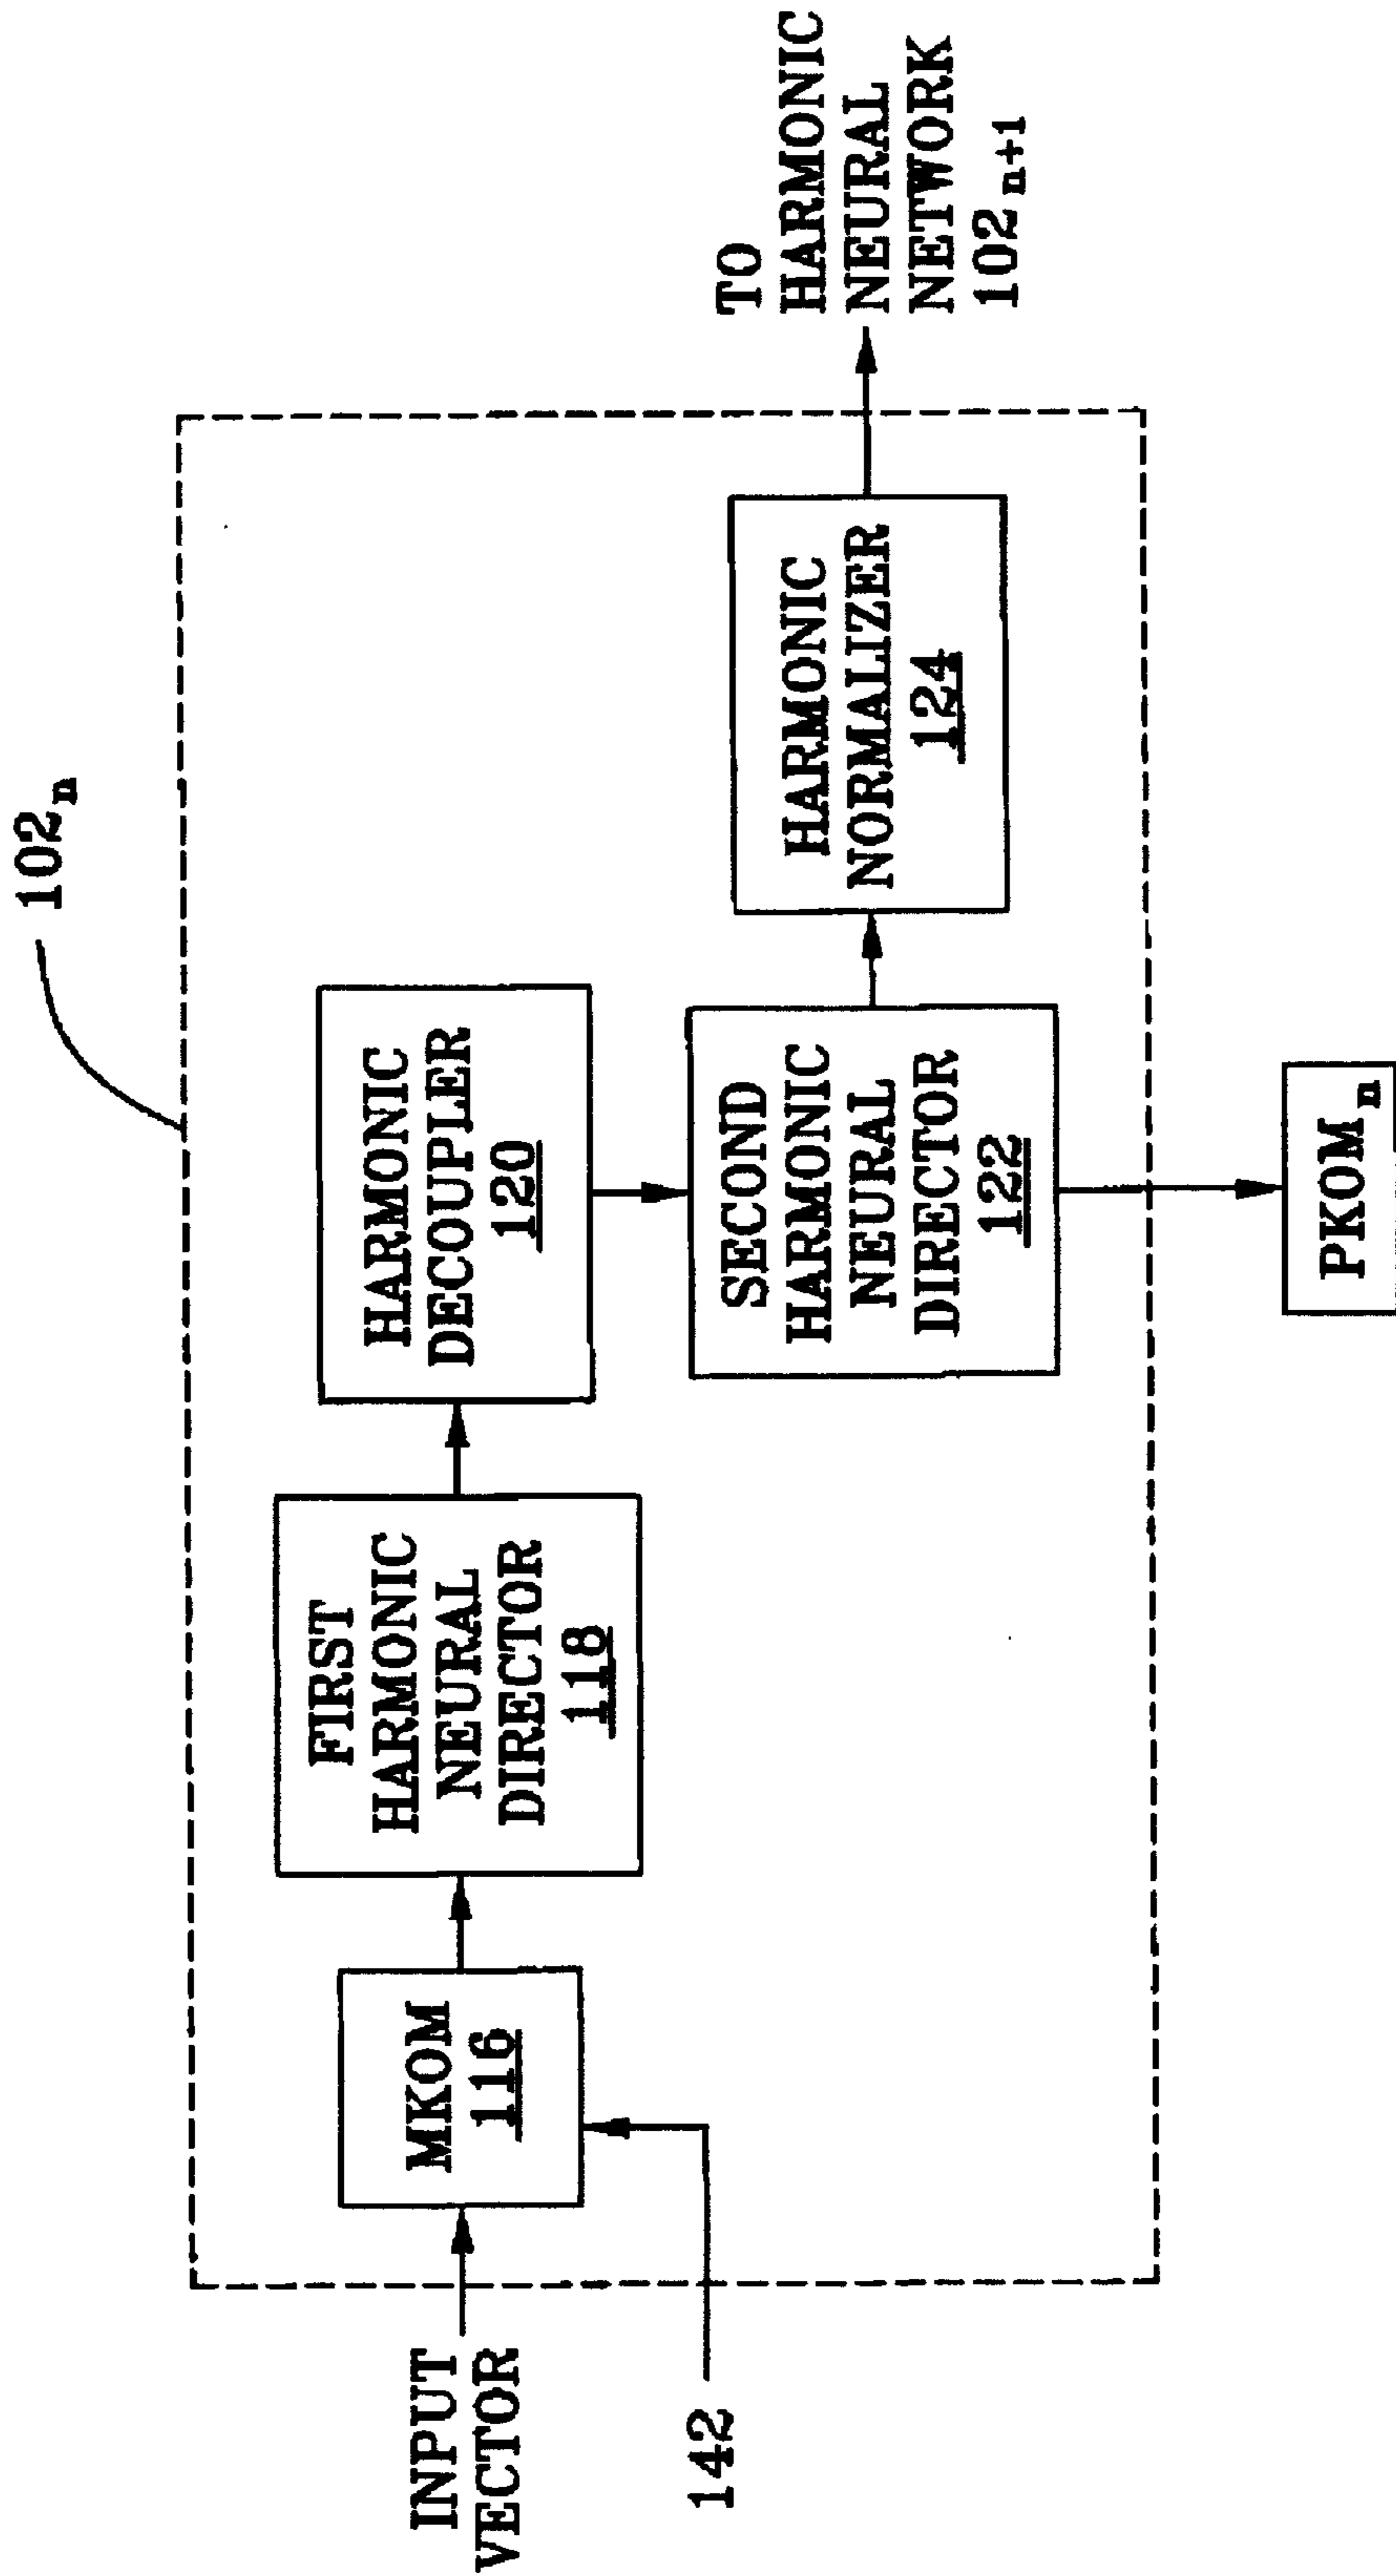 102n
INPUT
VECTOR
142
MKOM
116
FIRST
HARMONIC
NEURAL
DIRECTOR
118
HARMONIC
DECOUPLER
120
SECOND
HARMONIC
NEURAL
DIRECTOR
122
HARMONIC
NORMALIZER
124
TO
HARMONIC
NEURAL
NETWORK
102n+1
PKOMn